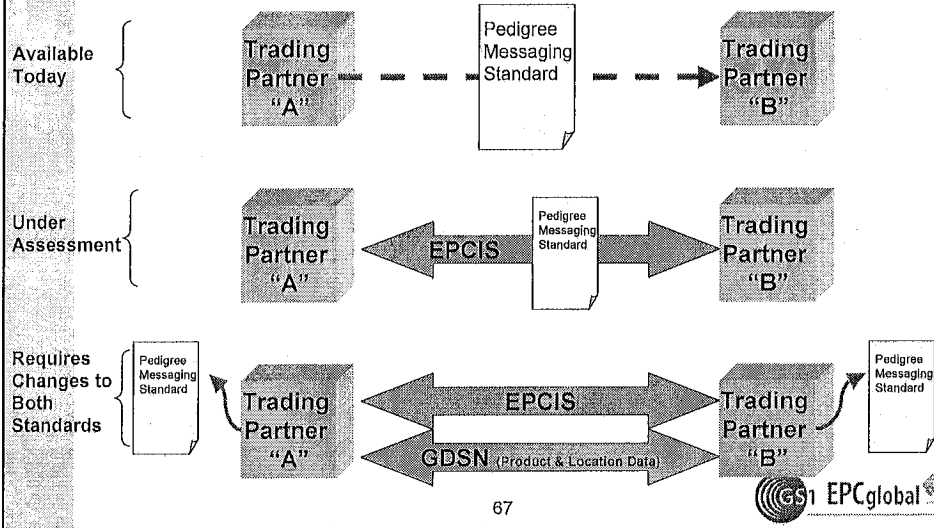 Available
Today
Trading
Partner
"A"
Pedigree
Messaging
Standard
Trading
Partner
"B"
Under
Assessment
Trading
Partner
"A"
EPCIS
Pedigree
Messaging
Standard
Trading
Partner
"B"
Requires
Changes to
Both
Standards
Pedigree
Messaging
Standard
Trading
Partner
"A"
EPCIS
GDSN (Product & Location Data)
Trading
Partner
"B"
Pedigree
Messaging
Standard
67
GS1 EPCglobal